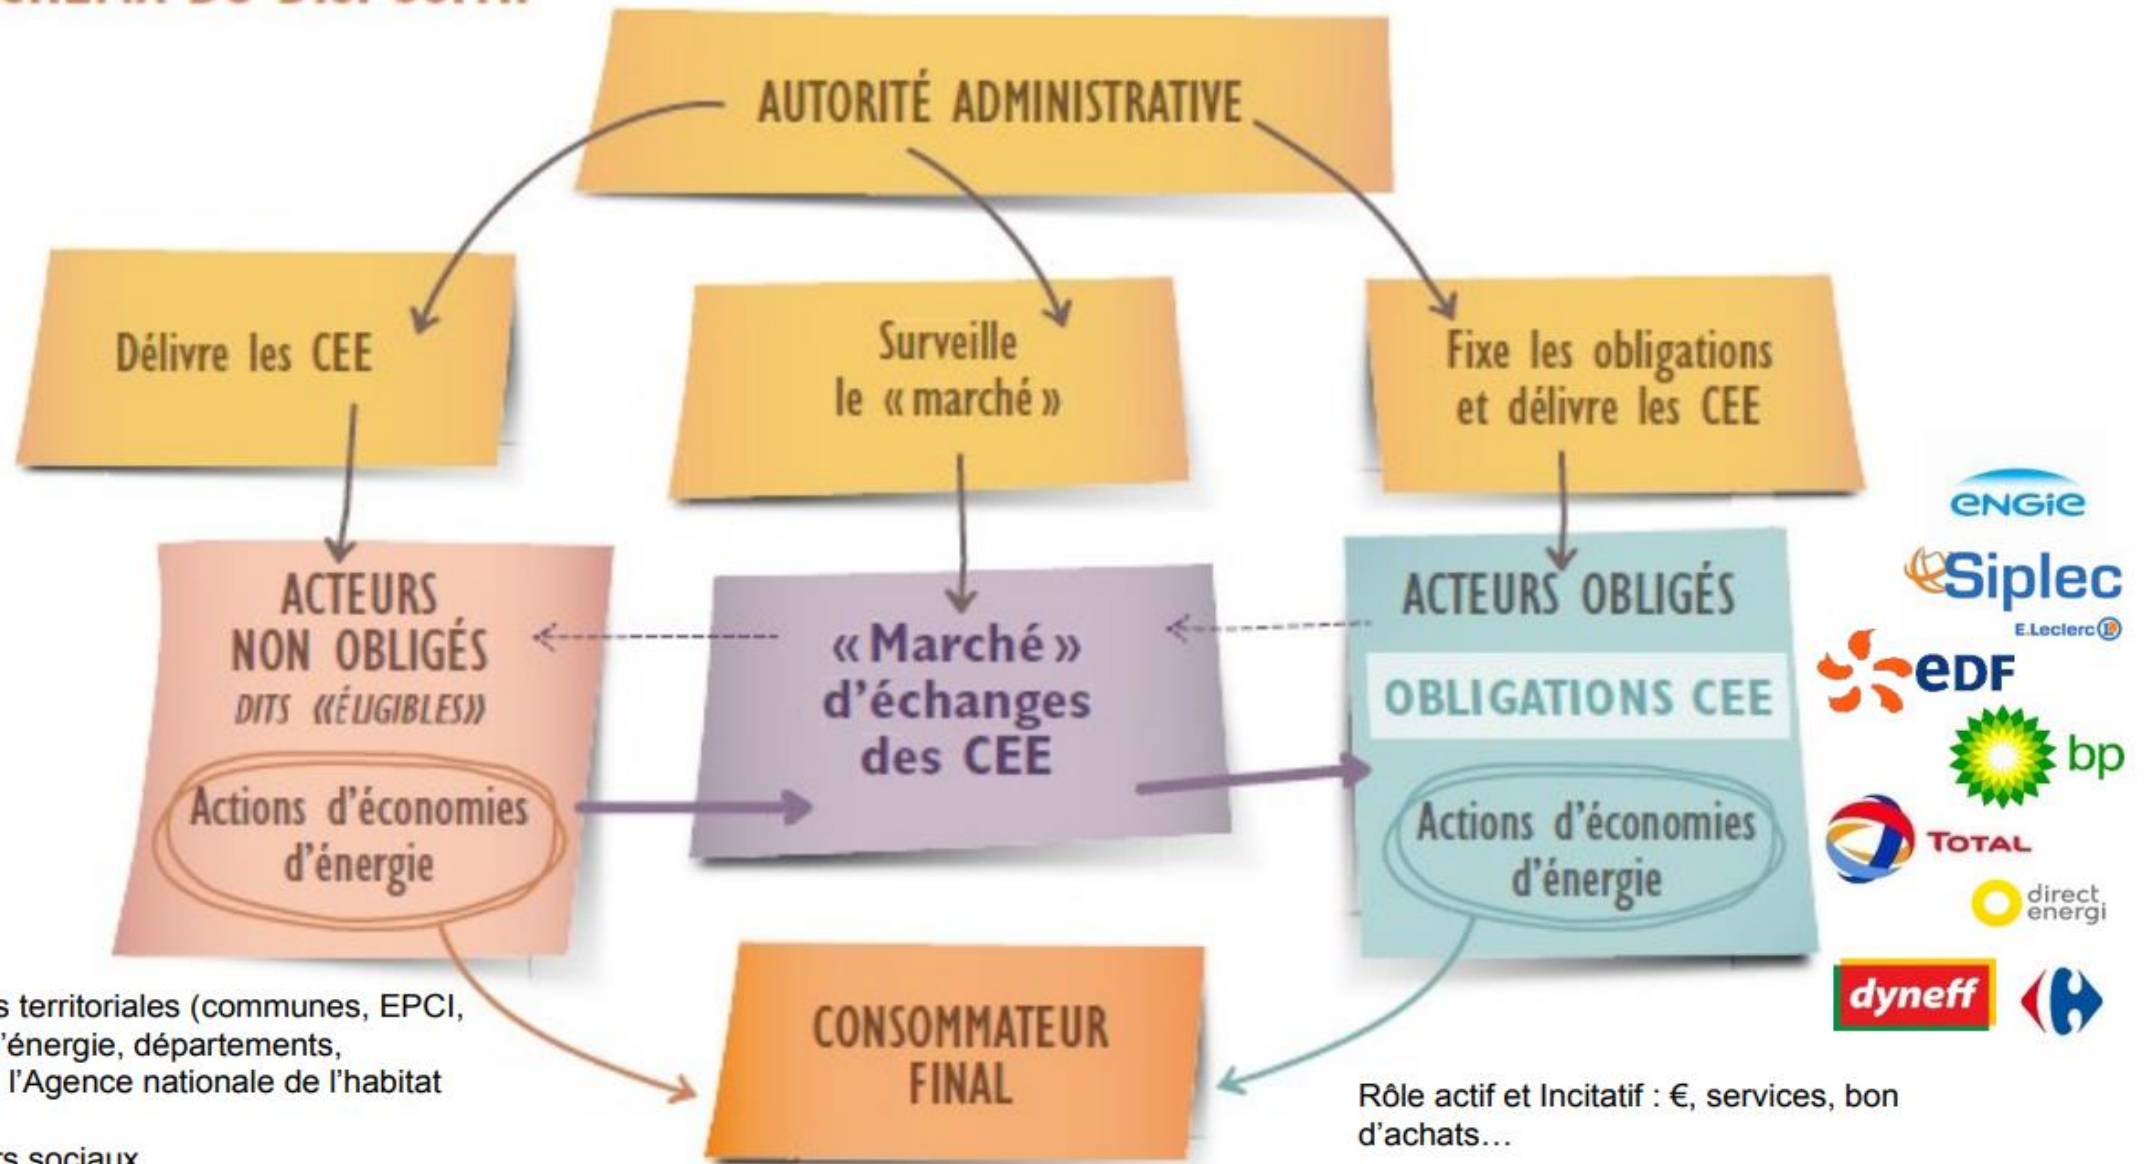 AUTORITÉ ADMINISTRATIVE
Délivre les CEE
Surveille
le « marché »
Fixe les obligations
et délivre les CEE
ACTEURS
NON OBLIGÉS
DITS «ÉLIGIBLES»
Actions d'économies
d'énergie
« Marché »
d'échanges
des CEE
ACTEURS OBLIGÉS
OBLIGATIONS CEE
Actions d'économies
d'énergie
ENGIE
Siplec
E.Leclerc
eDF
bp
TOTAL
direct
energi
dyneff
territoriales (communes, EPCI,
'énergie, départements,
l'Agence nationale de l'habitat
sociaux
CONSOMMATEUR
FINAL
Rôle actif et Incitatif : €, services, bon
d'achats…